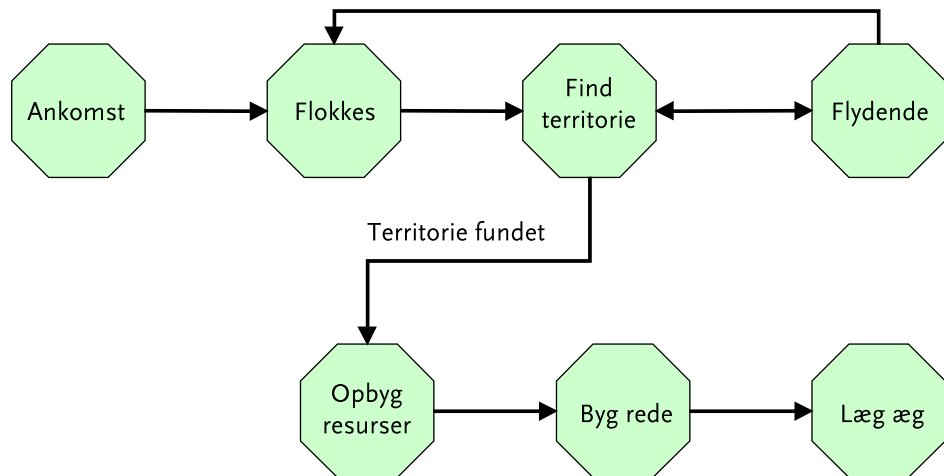 Ankomst
Flokkes
Find
territorie
Flydende
Territorie fundet
Opbyg
resurser
Byg rede
Læg æg